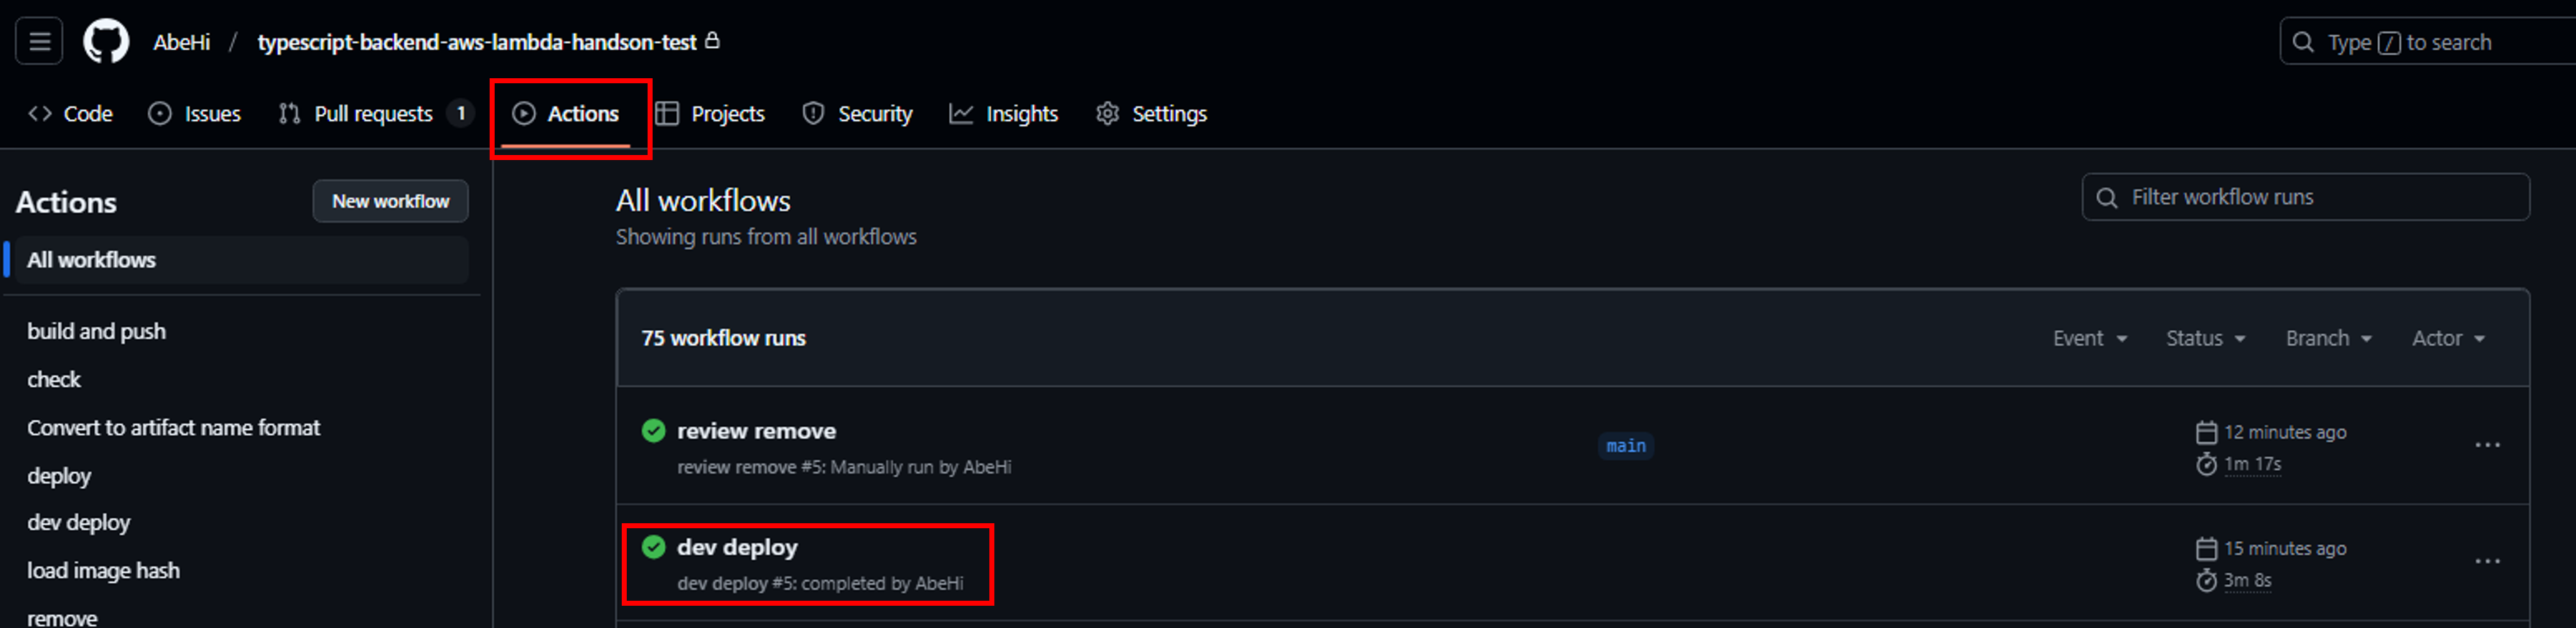 AbeHi / typescript-backend-aws-lambda-handson-test
Type / to search
Code
Issues
Pull requests 1
Actions
Projects
Security
Insights
Settings
Actions
New workflow
All workflows
build and push
check
Convert to artifact name format
deploy
dev deploy
load image hash
remove
All workflows
Showing runs from all workflows
Filter workflow runs
75 workflow runs
Event
Status
Branch
Actor
review remove
review remove #5: Manually run by AbeHi
main
12 minutes ago
1m 17s
dev deploy
dev deploy #5: completed by AbeHi
15 minutes ago
3m 8s